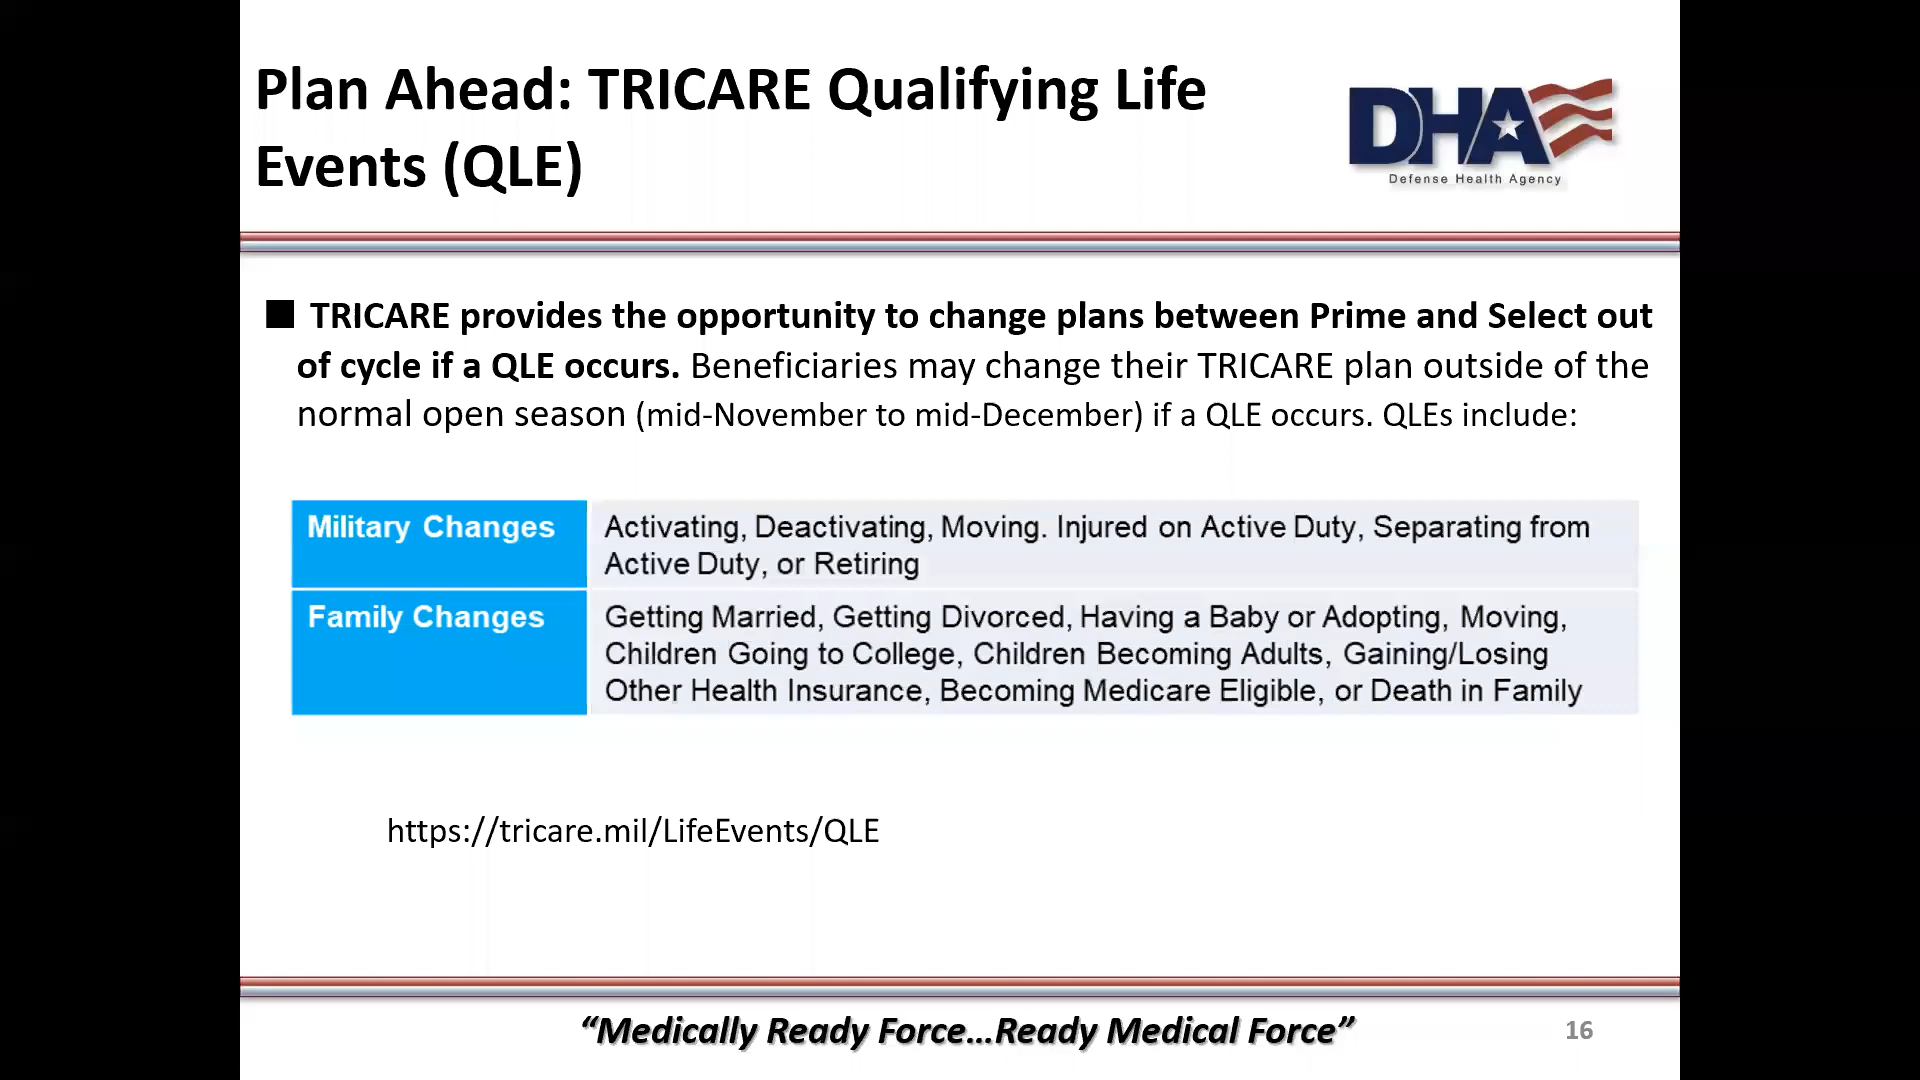 Plan Ahead: TRICARE Qualifying Life
Events (QLE)
DHA
Defense Health Agency
TRICARE provides the opportunity to change plans between Prime and Select out
of cycle if a QLE occurs. Beneficiaries may change their TRICARE plan outside of the
normal open season (mid-November to mid-December) if a QLE occurs. QLEs include:
Military Changes
Activating, Deactivating, Moving. Injured on Active Duty, Separating from
Active Duty, or Retiring
Family Changes
Getting Married, Getting Divorced, Having a Baby or Adopting, Moving,
Children Going to College, Children Becoming Adults, Gaining/Losing
Other Health Insurance, Becoming Medicare Eligible, or Death in Family
https://tricare.mil/LifeEvents/QLE
“Medically Ready Force…Ready Medical Force”
16